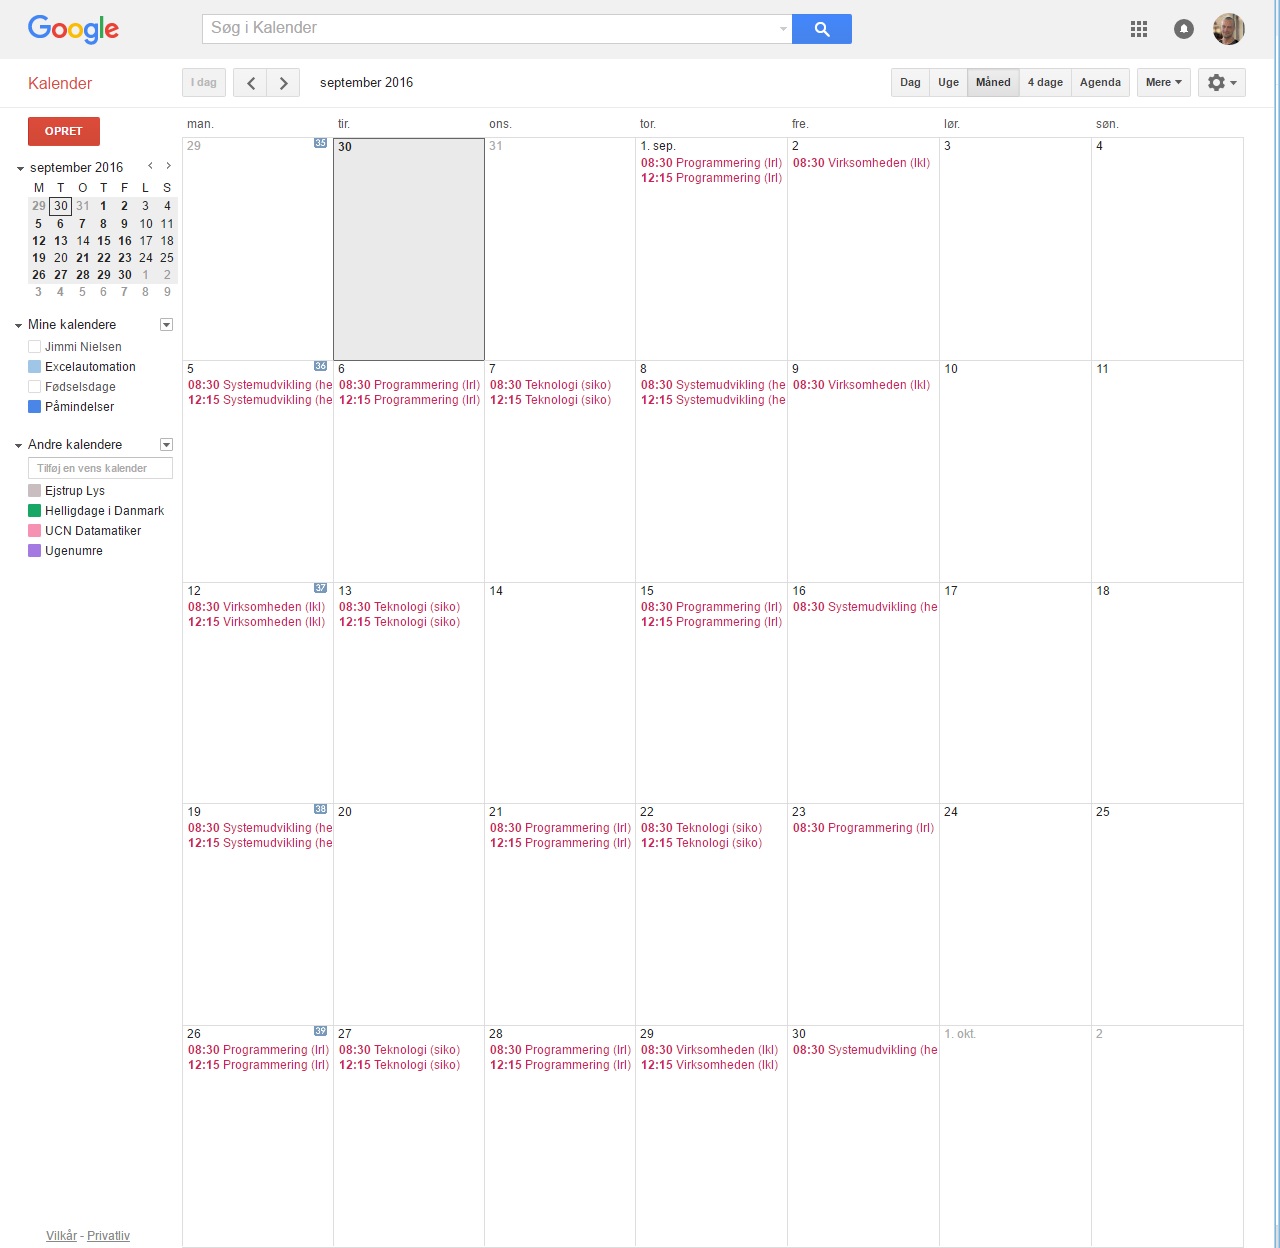 Google
Søg i Kalender
Kalender
I dag
september 2016
Dag Uge Måned 4 dage Agenda Mere
OPRET
september 2016
M T O T F L S
29 30 31 1 2 3 4
5 6 7 8 9 10 11
12 13 14 15 16 17 18
19 20 21 22 23 24 25
26 27 28 29 30 1 2
3 4 5 6 7 8 9
Mine kalendere
Jimmi Nielsen
Excelautomation
Fødselsdage
Påmindelser
Andre kalendere
Tilføj en vens kalender
Ejstrup Lys
Helligdage i Danmark
UCN Datamatiker
Ugenumre
Vilkår - Privatliv
man. tir. ons. tor. fre. lør. søn.
29 35 30 31 1. sep. 2 3 4
08:30 Programmering (lrl) 08:30 Virksomheden (lkl)
12:15 Programmering (lrl)
5 36 6 7 8 9 10 11
08:30 Systemudvikling (he 08:30 Programmering (lrl) 08:30 Teknologi (siko) 08:30 Systemudvikling (he 08:30 Virksomheden (lkl)
12:15 Systemudvikling (he 12:15 Programmering (lrl) 12:15 Teknologi (siko) 12:15 Systemudvikling (he
12 37 13 14 15 16 17 18
08:30 Virksomheden (lkl) 08:30 Teknologi (siko) 08:30 Programmering (lrl) 08:30 Systemudvikling (he
12:15 Virksomheden (lkl) 12:15 Teknologi (siko) 12:15 Programmering (lrl)
19 38 20 21 22 23 24 25
08:30 Systemudvikling (he 08:30 Programmering (lrl) 08:30 Teknologi (siko) 08:30 Programmering (lrl)
12:15 Systemudvikling (he 12:15 Programmering (lrl) 12:15 Teknologi (siko)
26 39 27 28 29 30 1. okt. 2
08:30 Programmering (lrl) 08:30 Teknologi (siko) 08:30 Programmering (lrl) 08:30 Virksomheden (lkl) 08:30 Systemudvikling (he
12:15 Programmering (lrl) 12:15 Teknologi (siko) 12:15 Programmering (lrl) 12:15 Virksomheden (lkl)